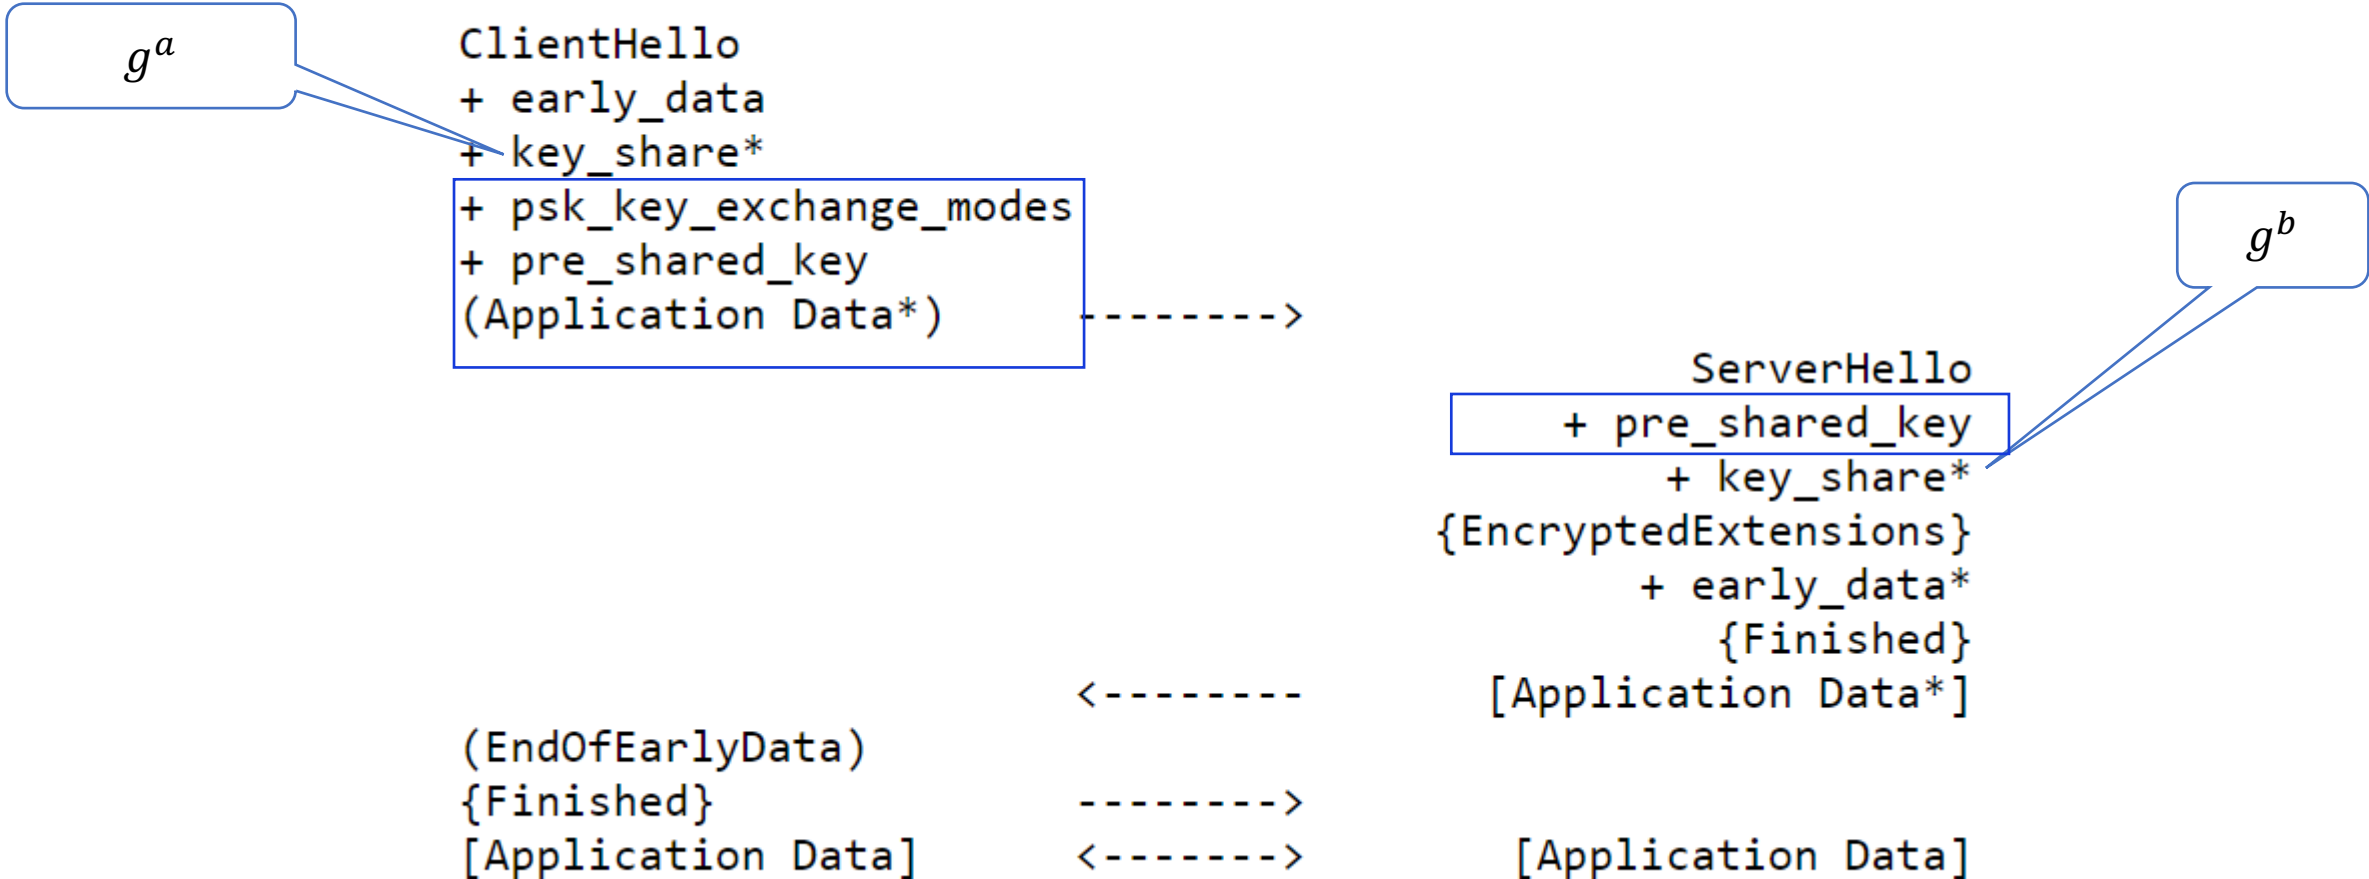 g^a
ClientHello
+ early_data
+ key_share*
+ psk_key_exchange_modes
+ pre_shared_key
(Application Data*) -------->
g^b
ServerHello
+ pre_shared_key
+ key_share*
{EncryptedExtensions}
+ early_data*
{Finished}
<-------- [Application Data*]
(EndOfEarlyData)
{Finished} -------->
[Application Data] <-------> [Application Data]